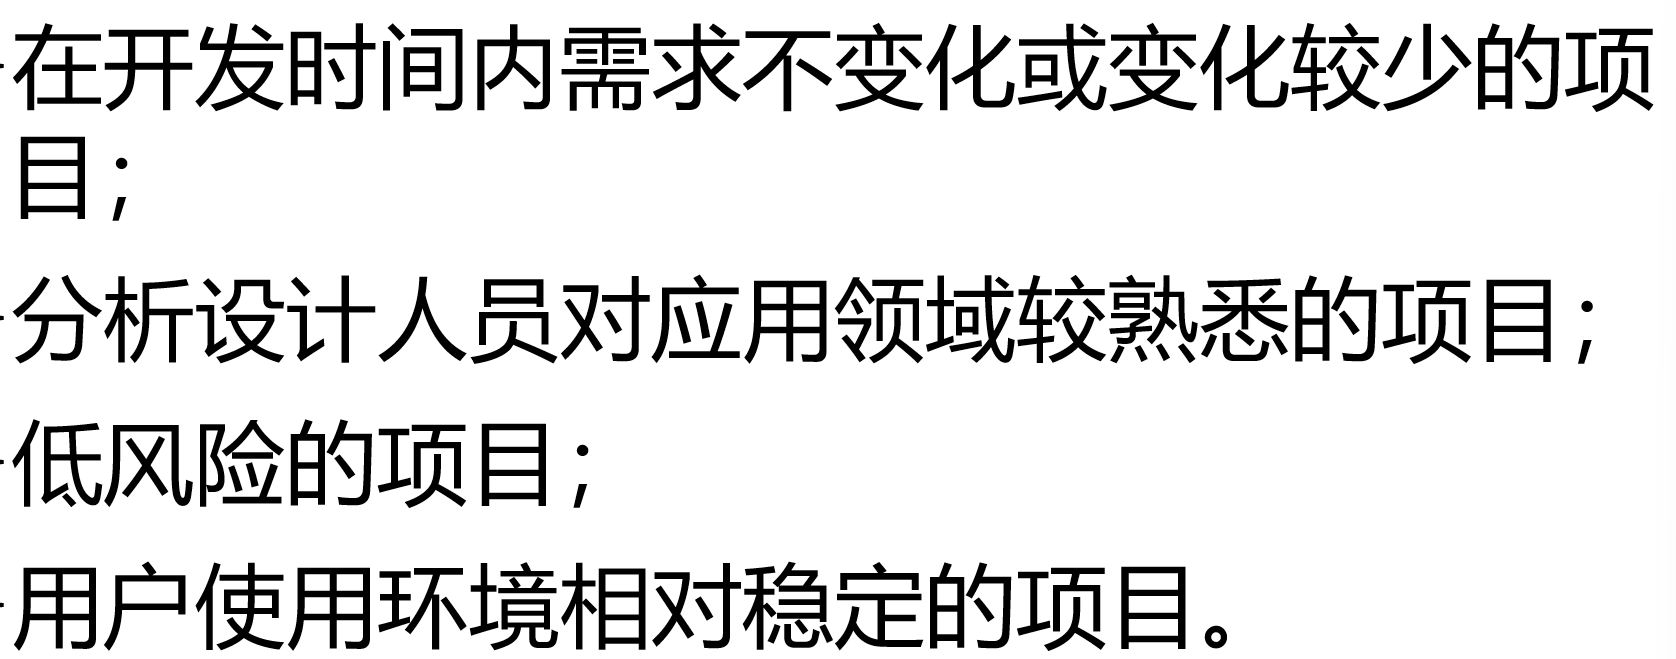 在开发时间内需求不变化或变化较少的项
目；
分析设计人员对应用领域较熟悉的项目；
低风险的项目；
用户使用环境相对稳定的项目。